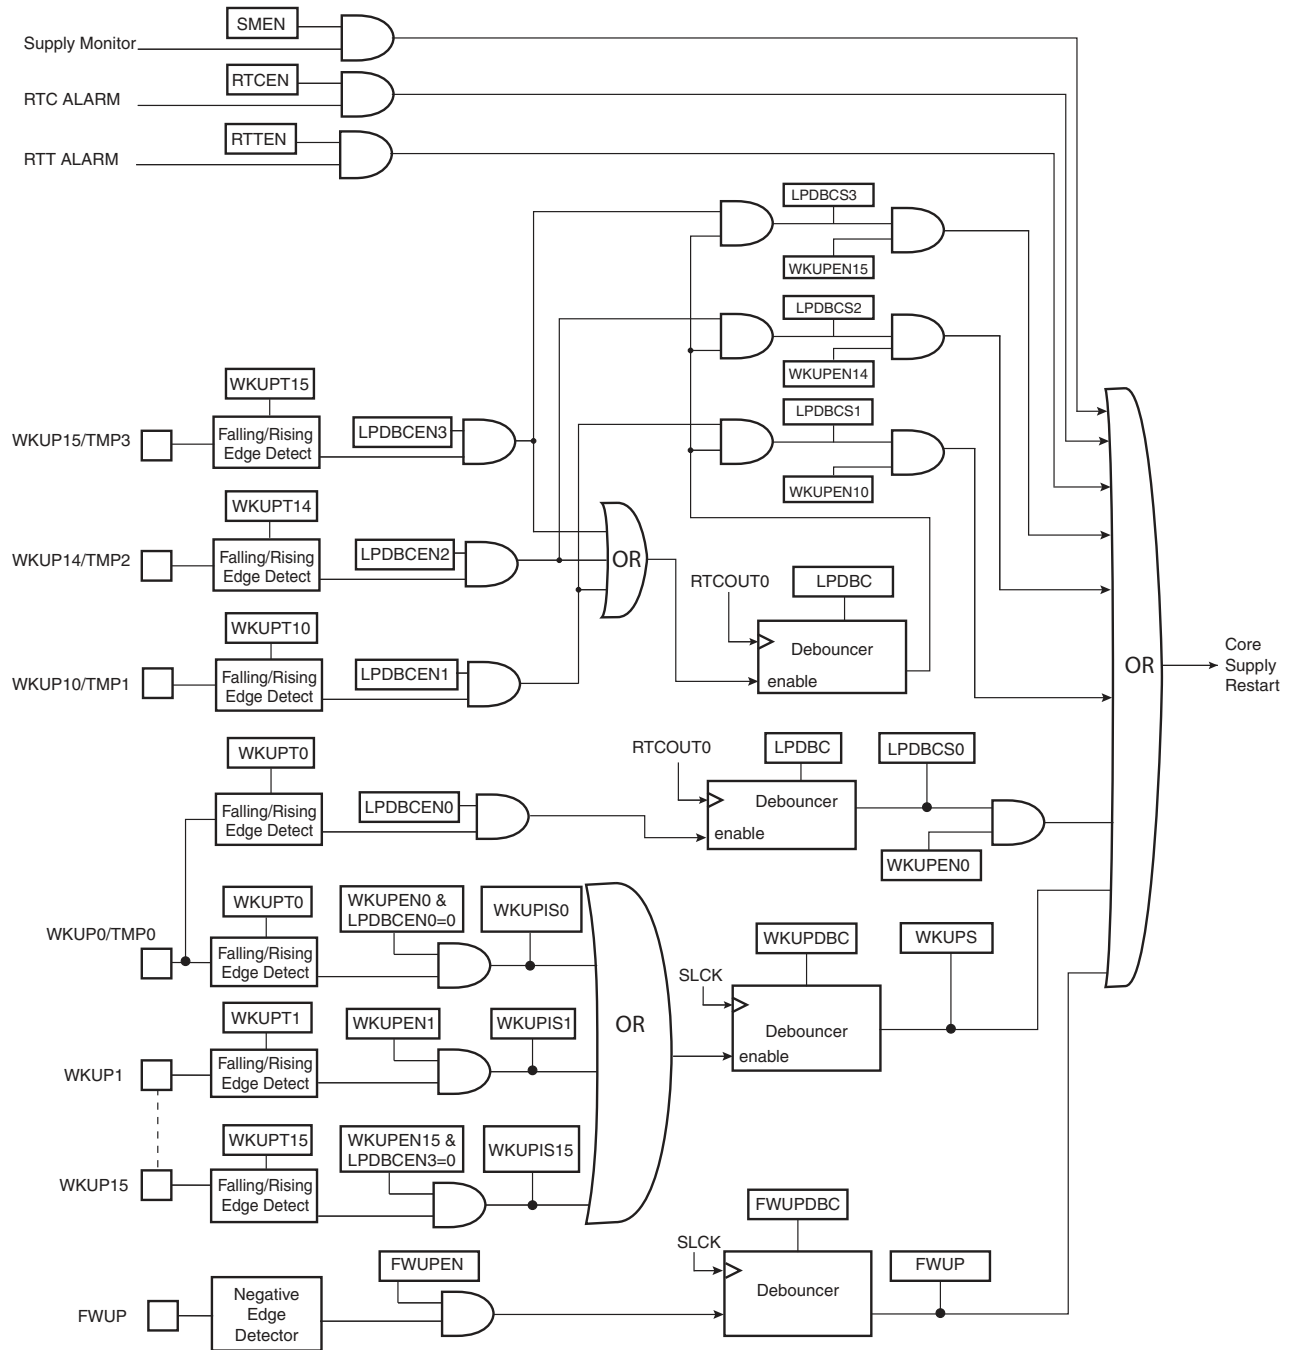 SMEN
Supply Monitor
RTCEN
RTC ALARM
RTTEN
RTT ALARM
LPDBCS3
WKUPEN15
LPDBCS2
WKUPEN14
LPDBCS1
WKUPEN10
WKUPT15
WKUP15/TMP3
Falling/Rising
Edge Detect
LPDBCEN3
WKUPT14
WKUP14/TMP2
Falling/Rising
Edge Detect
LPDBCEN2
OR
RTCOUT0
LPDBC
Debouncer
enable
WKUPT10
WKUP10/TMP1
Falling/Rising
Edge Detect
LPDBCEN1
OR
Core
Supply
Restart
WKUPT0
Falling/Rising
Edge Detect
LPDBCEN0
RTCOUT0
LPDBC
Debouncer
enable
LPDBCS0
WKUPEN0
WKUP0/TMP0
WKUPT0
Falling/Rising
Edge Detect
WKUPEN0 &
LPDBCEN0=0
WKUPIS0
WKUPDBC
WKUPS
SLCK
Debouncer
enable
OR
WKUP1
WKUPT1
Falling/Rising
Edge Detect
WKUPEN1
WKUPIS1
WKUP15
WKUPT15
Falling/Rising
Edge Detect
WKUPEN15 &
LPDBCEN3=0
WKUPIS15
FWUPDBC
SLCK
Debouncer
FWUP
FWUPEN
FWUP
Negative
Edge
Detector